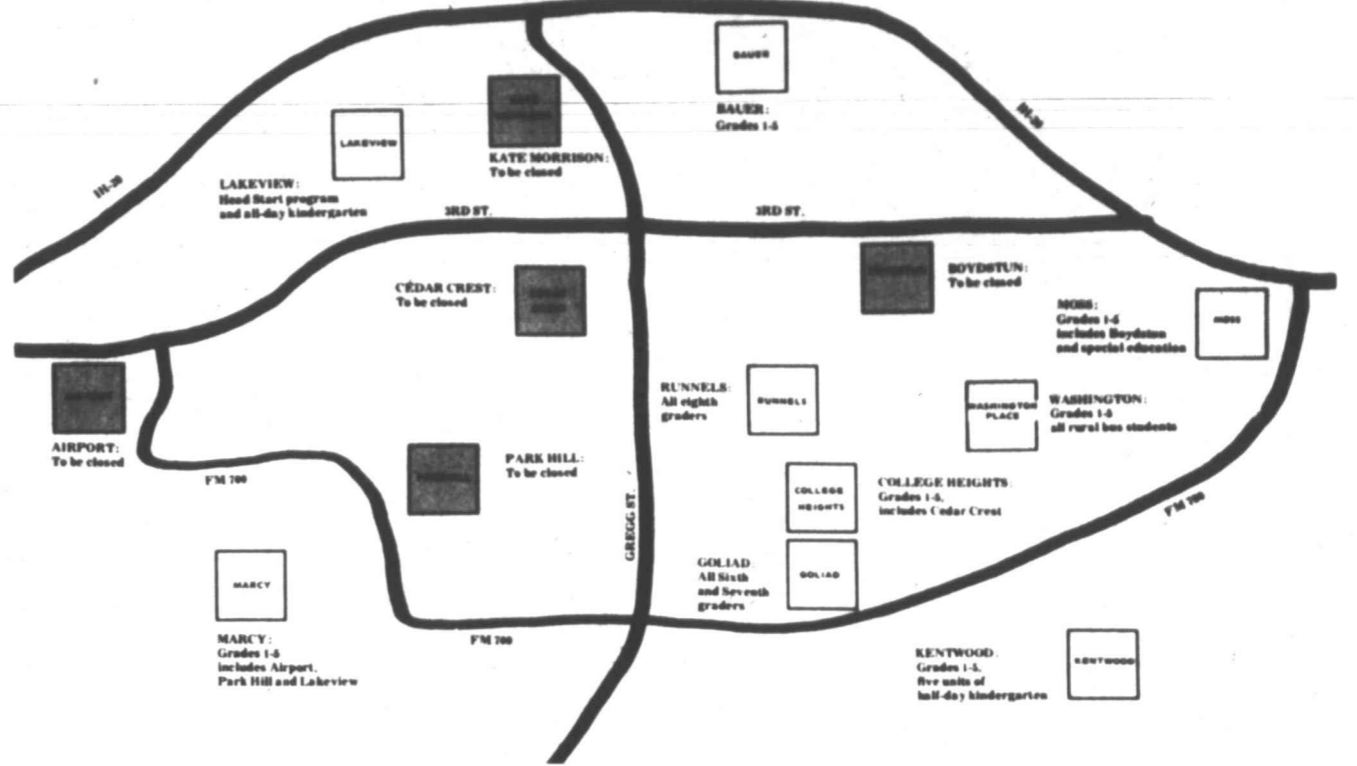 BAUER
BAUER:
Grades 1-5
IH-20
LAKEVIEW
KATE MORRISON:
To be closed
LAKEVIEW:
Head Start program
and all-day kindergarten
IH-20
3RD ST.
3RD ST.
CEDAR CREST:
To be closed
BOYDSTUN:
To be closed
MOSS:
Grades 1-5
includes Boydstun
and special education
MOSS
RUNNELS:
All eighth
graders
RUNNELS
WASHINGTON
PLACE
WASHINGTON:
Grades 1-5
all rural bus students
AIRPORT:
To be closed
FM 700
PARK HILL:
To be closed
GREGG ST.
COLLEGE
HEIGHTS
COLLEGE HEIGHTS:
Grades 1-5,
includes Cedar Crest
FM 700
MARCY
MARCY:
Grades 1-5
includes Airport,
Park Hill and Lakeview
GOLIAD:
All Sixth
and Seventh
graders
GOLIAD
FM 700
KENTWOOD:
Grades 1-5,
five units of
half-day kindergarten
KENTWOOD